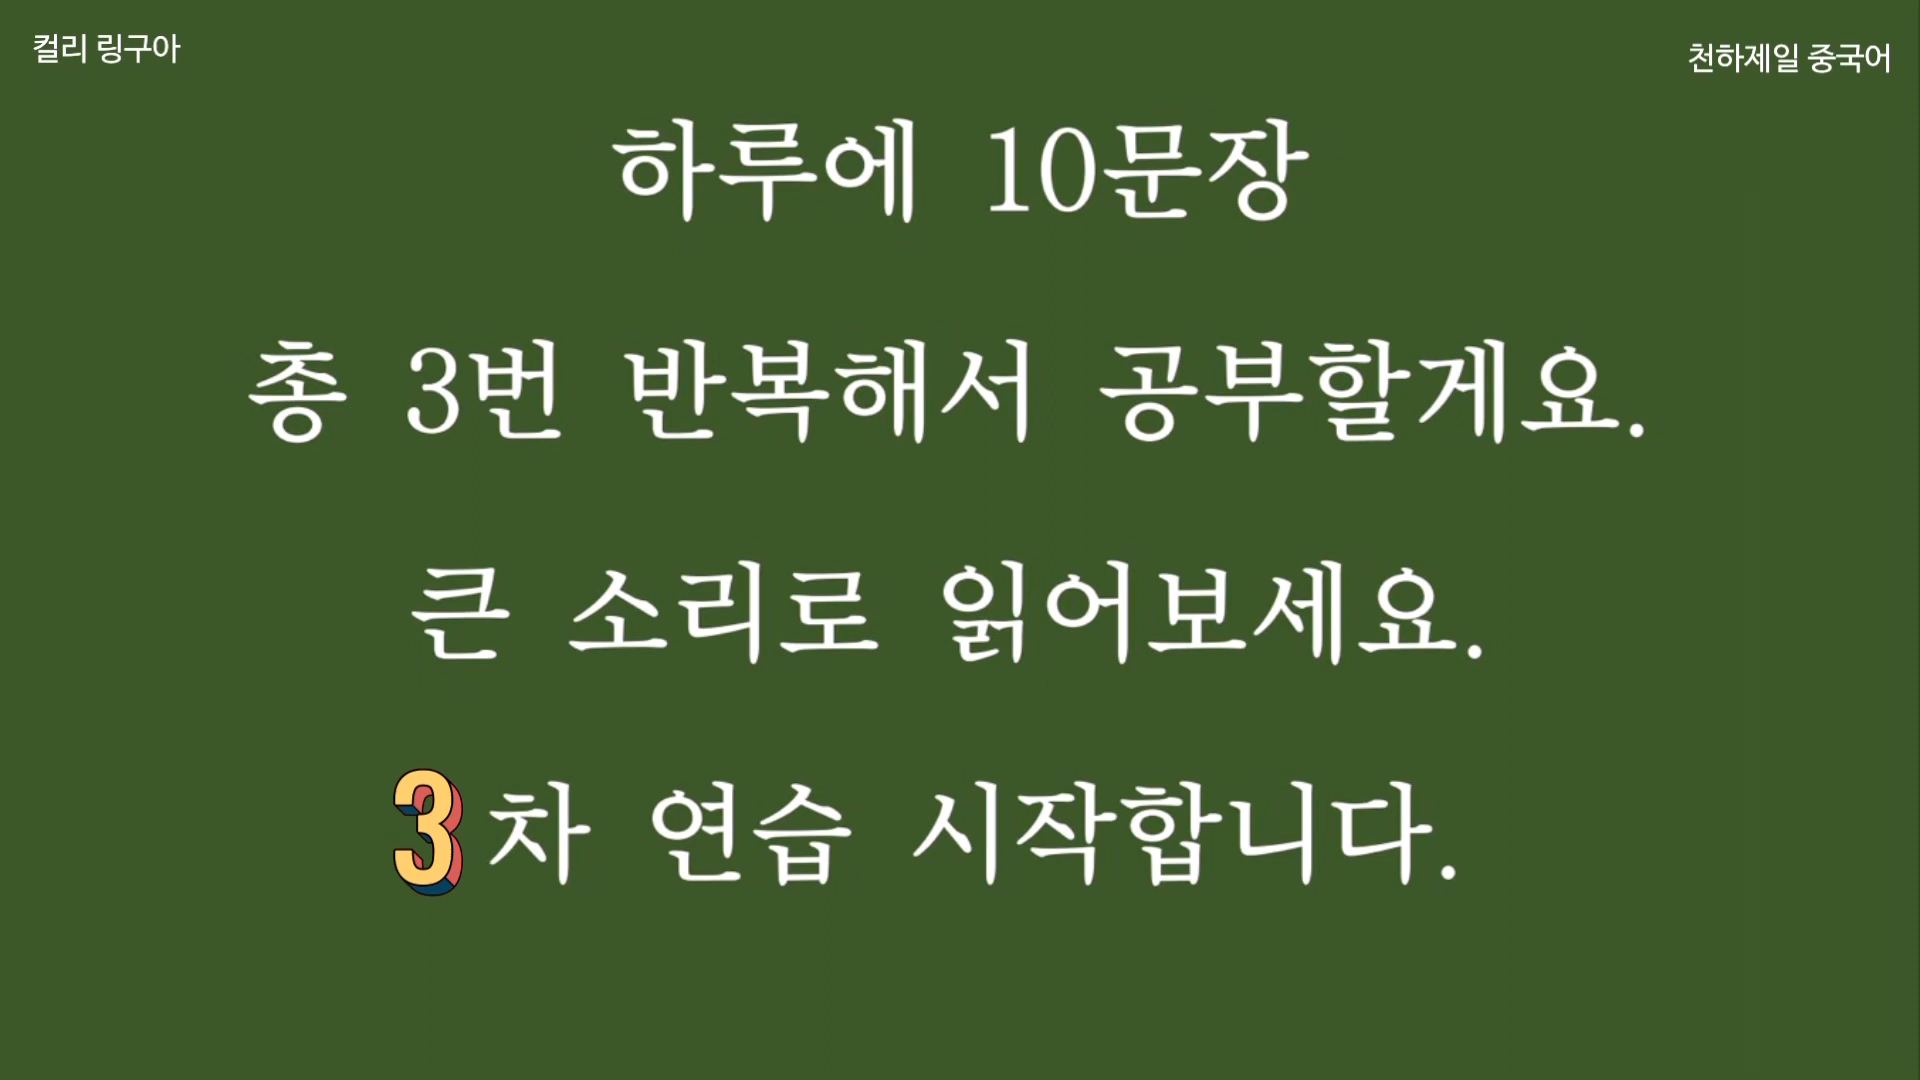 컬리 링구아
천하제일 중국어
하루에 10문장
총 3번 반복해서 공부할게요.
큰 소리로 읽어보세요.
3차 연습 시작합니다.